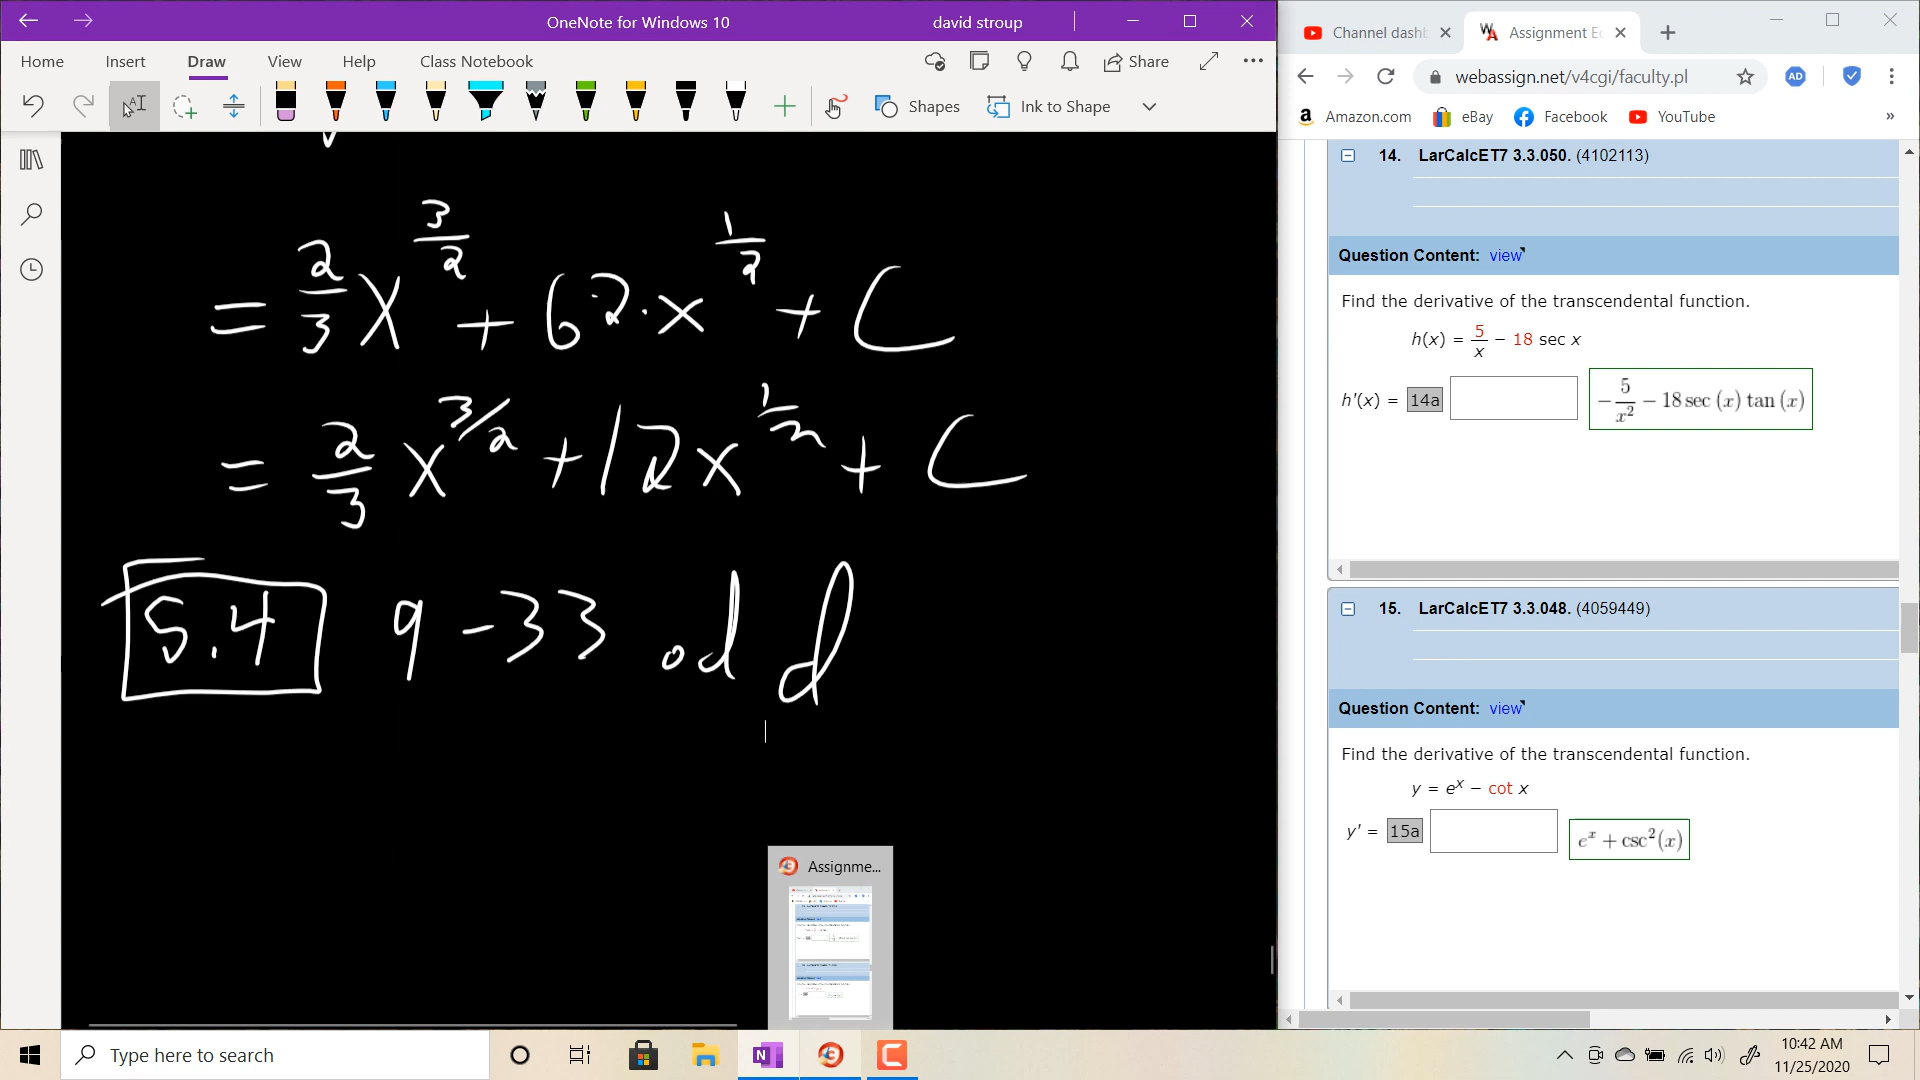 OneNote for Windows 10
david stroup
Home Insert Draw View Help Class Notebook
Share
Shapes
Ink to Shape
= 2/3 x^3/2 + 6 2 · x^1/2 + C
= 2/3 x^3/2 + 12 x^1/2 + C
5.4 9 - 33 odd
Assignme...
Channel dashb
Assignment Ec
webassign.net/v4cgi/faculty.pl
AD
Amazon.com eBay Facebook YouTube »
14. LarCalcET7 3.3.050. (4102113)
Question Content: view
Find the derivative of the transcendental function.
h(x) = 5/x − 18 sec x
h′(x) = 14a −5/x² − 18 sec (x) tan (x)
15. LarCalcET7 3.3.048. (4059449)
Question Content: view
Find the derivative of the transcendental function.
y = e^x − cot x
y′ = 15a e^x + csc²(x)
Type here to search
10:42 AM
11/25/2020